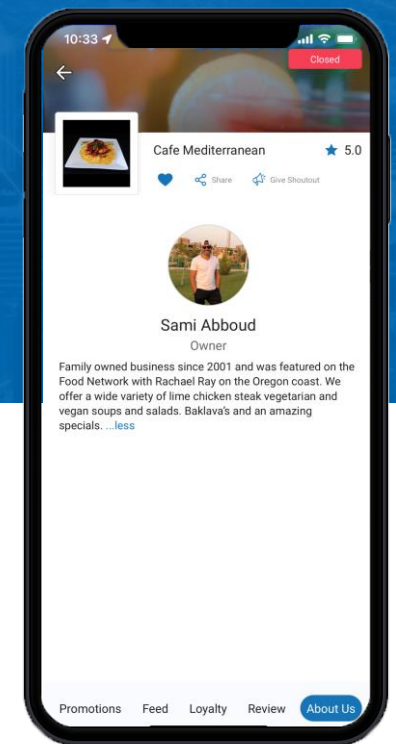 10:33
Closed
Cafe Mediterranean
5.0
Share
Give Shoutout
Sami Abboud
Owner
Family owned business since 2001 and was featured on the
Food Network with Rachael Ray on the Oregon coast. We
offer a wide variety of lime chicken steak vegetarian and
vegan soups and salads. Baklava's and an amazing
specials. ...less
Promotions Feed Loyalty Review About Us